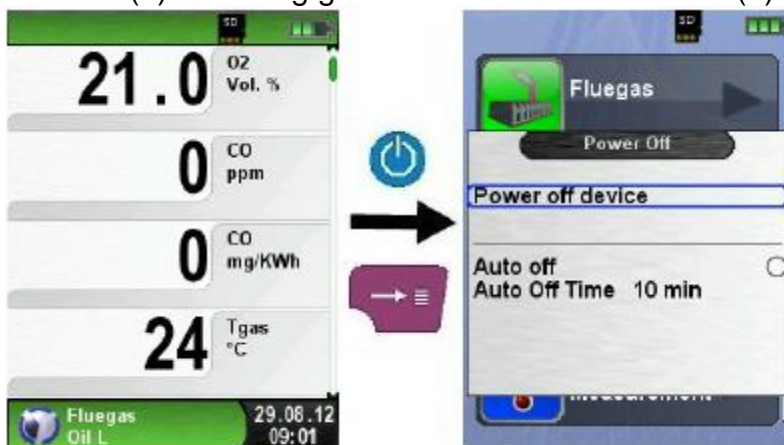 SD
21.0 O2 Vol. %
0 CO ppm
0 CO mg/KWh
24 Tgas °C
Fluegas
Oil L
29.08.12
09:01
SD
Fluegas
Power Off
Power off device
Auto off
Auto Off Time 10 min